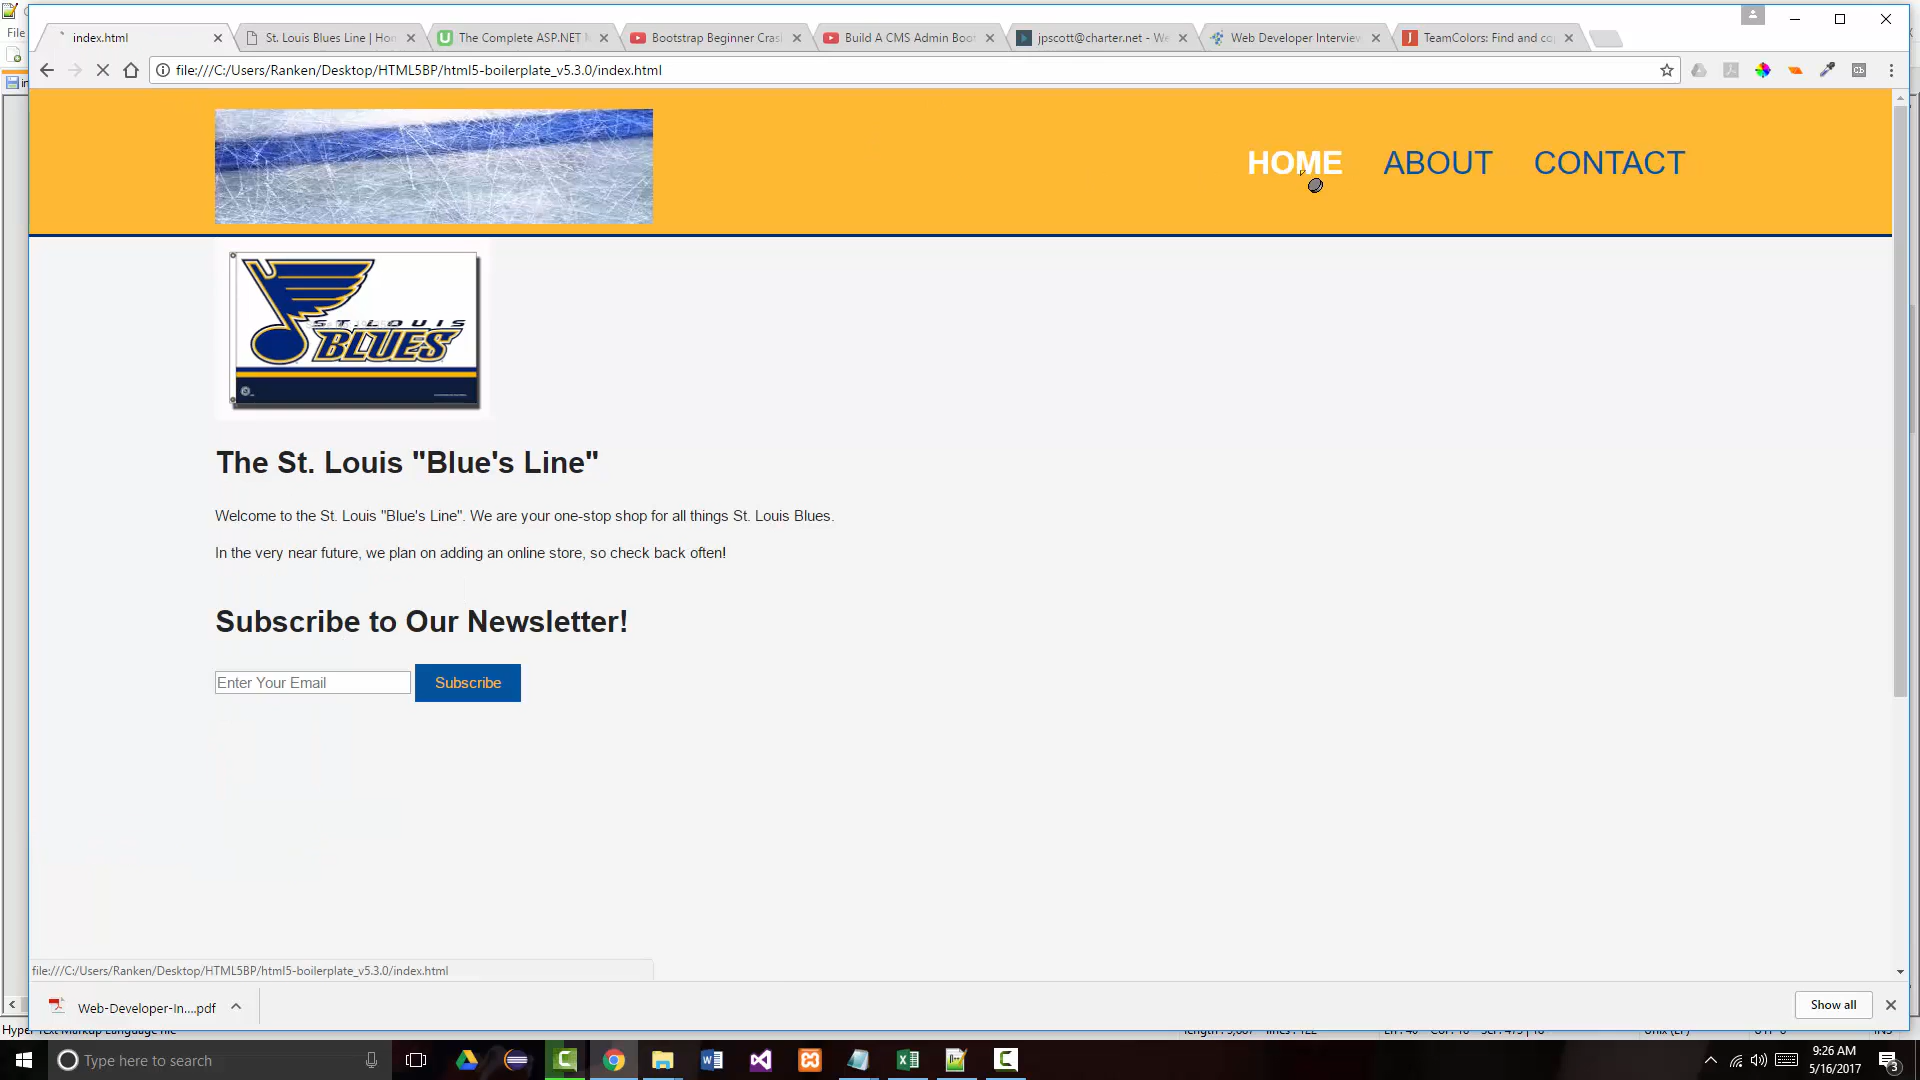 index.html
St. Louis Blues Line | Hom
The Complete ASP.NET M
Bootstrap Beginner Cras
Build A CMS Admin Boot
jpscott@charter.net - We
Web Developer Interview
TeamColors: Find and co
File
file:///C:/Users/Ranken/Desktop/HTML5BP/html5-boilerplate_v5.3.0/index.html
HOME ABOUT CONTACT
ST. LOUIS
BLUES
The St. Louis "Blue's Line"
Welcome to the St. Louis "Blue's Line". We are your one-stop shop for all things St. Louis Blues.
In the very near future, we plan on adding an online store, so check back often!
Subscribe to Our Newsletter!
Enter Your Email Subscribe
file:///C:/Users/Ranken/Desktop/HTML5BP/html5-boilerplate_v5.3.0/index.html
Web-Developer-In....pdf
Show all
Type here to search
9:26 AM
5/16/2017
3